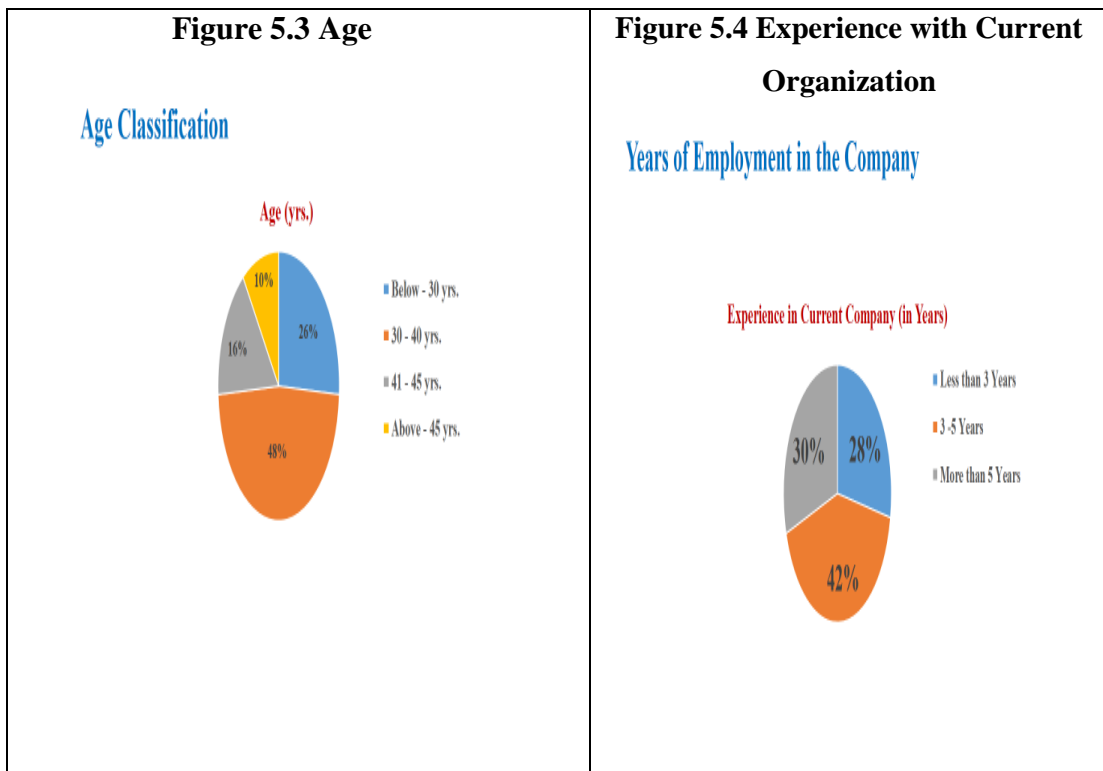 Figure 5.3 Age
Age Classification
Age (yrs.)
10%
26%
16%
48%
Below - 30 yrs.
30 - 40 yrs.
41 - 45 yrs.
Above - 45 yrs.
Figure 5.4 Experience with Current
Organization
Years of Employment in the Company
Experience in Current Company (in Years)
30%
28%
42%
Less than 3 Years
3 -5 Years
More than 5 Years